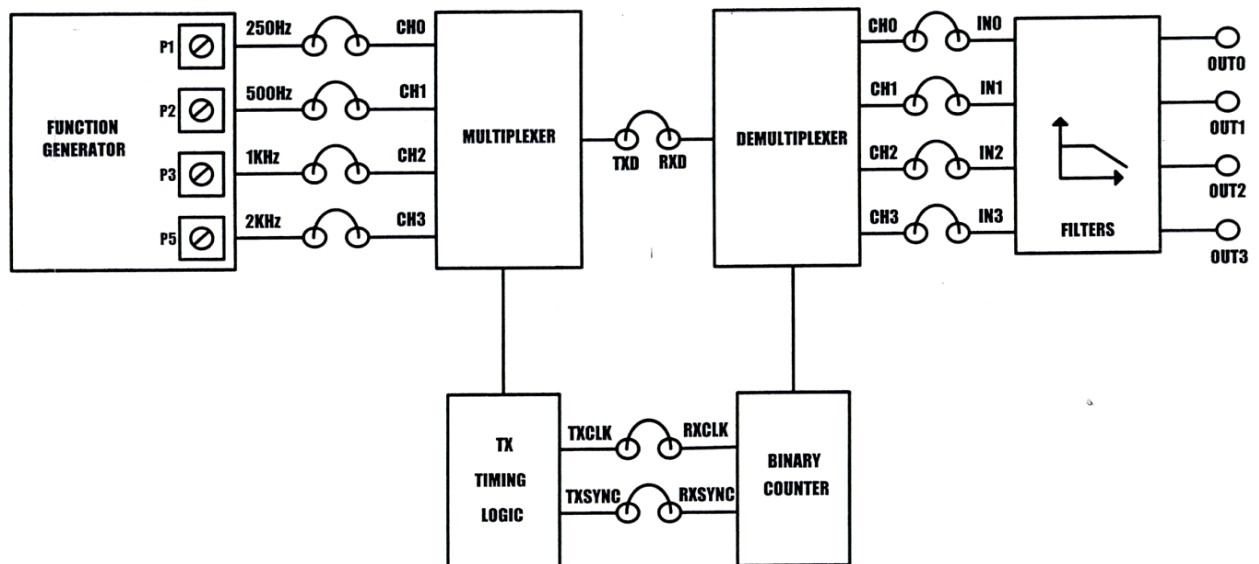 FUNCTION
GENERATOR
P1
P2
P3
P5
250Hz
500Hz
1KHz
2KHz
CH0
CH1
CH2
CH3
MULTIPLEXER
TXD
RXD
DEMULTIPLEXER
CH0
CH1
CH2
CH3
IN0
IN1
IN2
IN3
FILTERS
OUT0
OUT1
OUT2
OUT3
TX
TIMING
LOGIC
TXCLK
RXCLK
TXSYNC
RXSYNC
BINARY
COUNTER